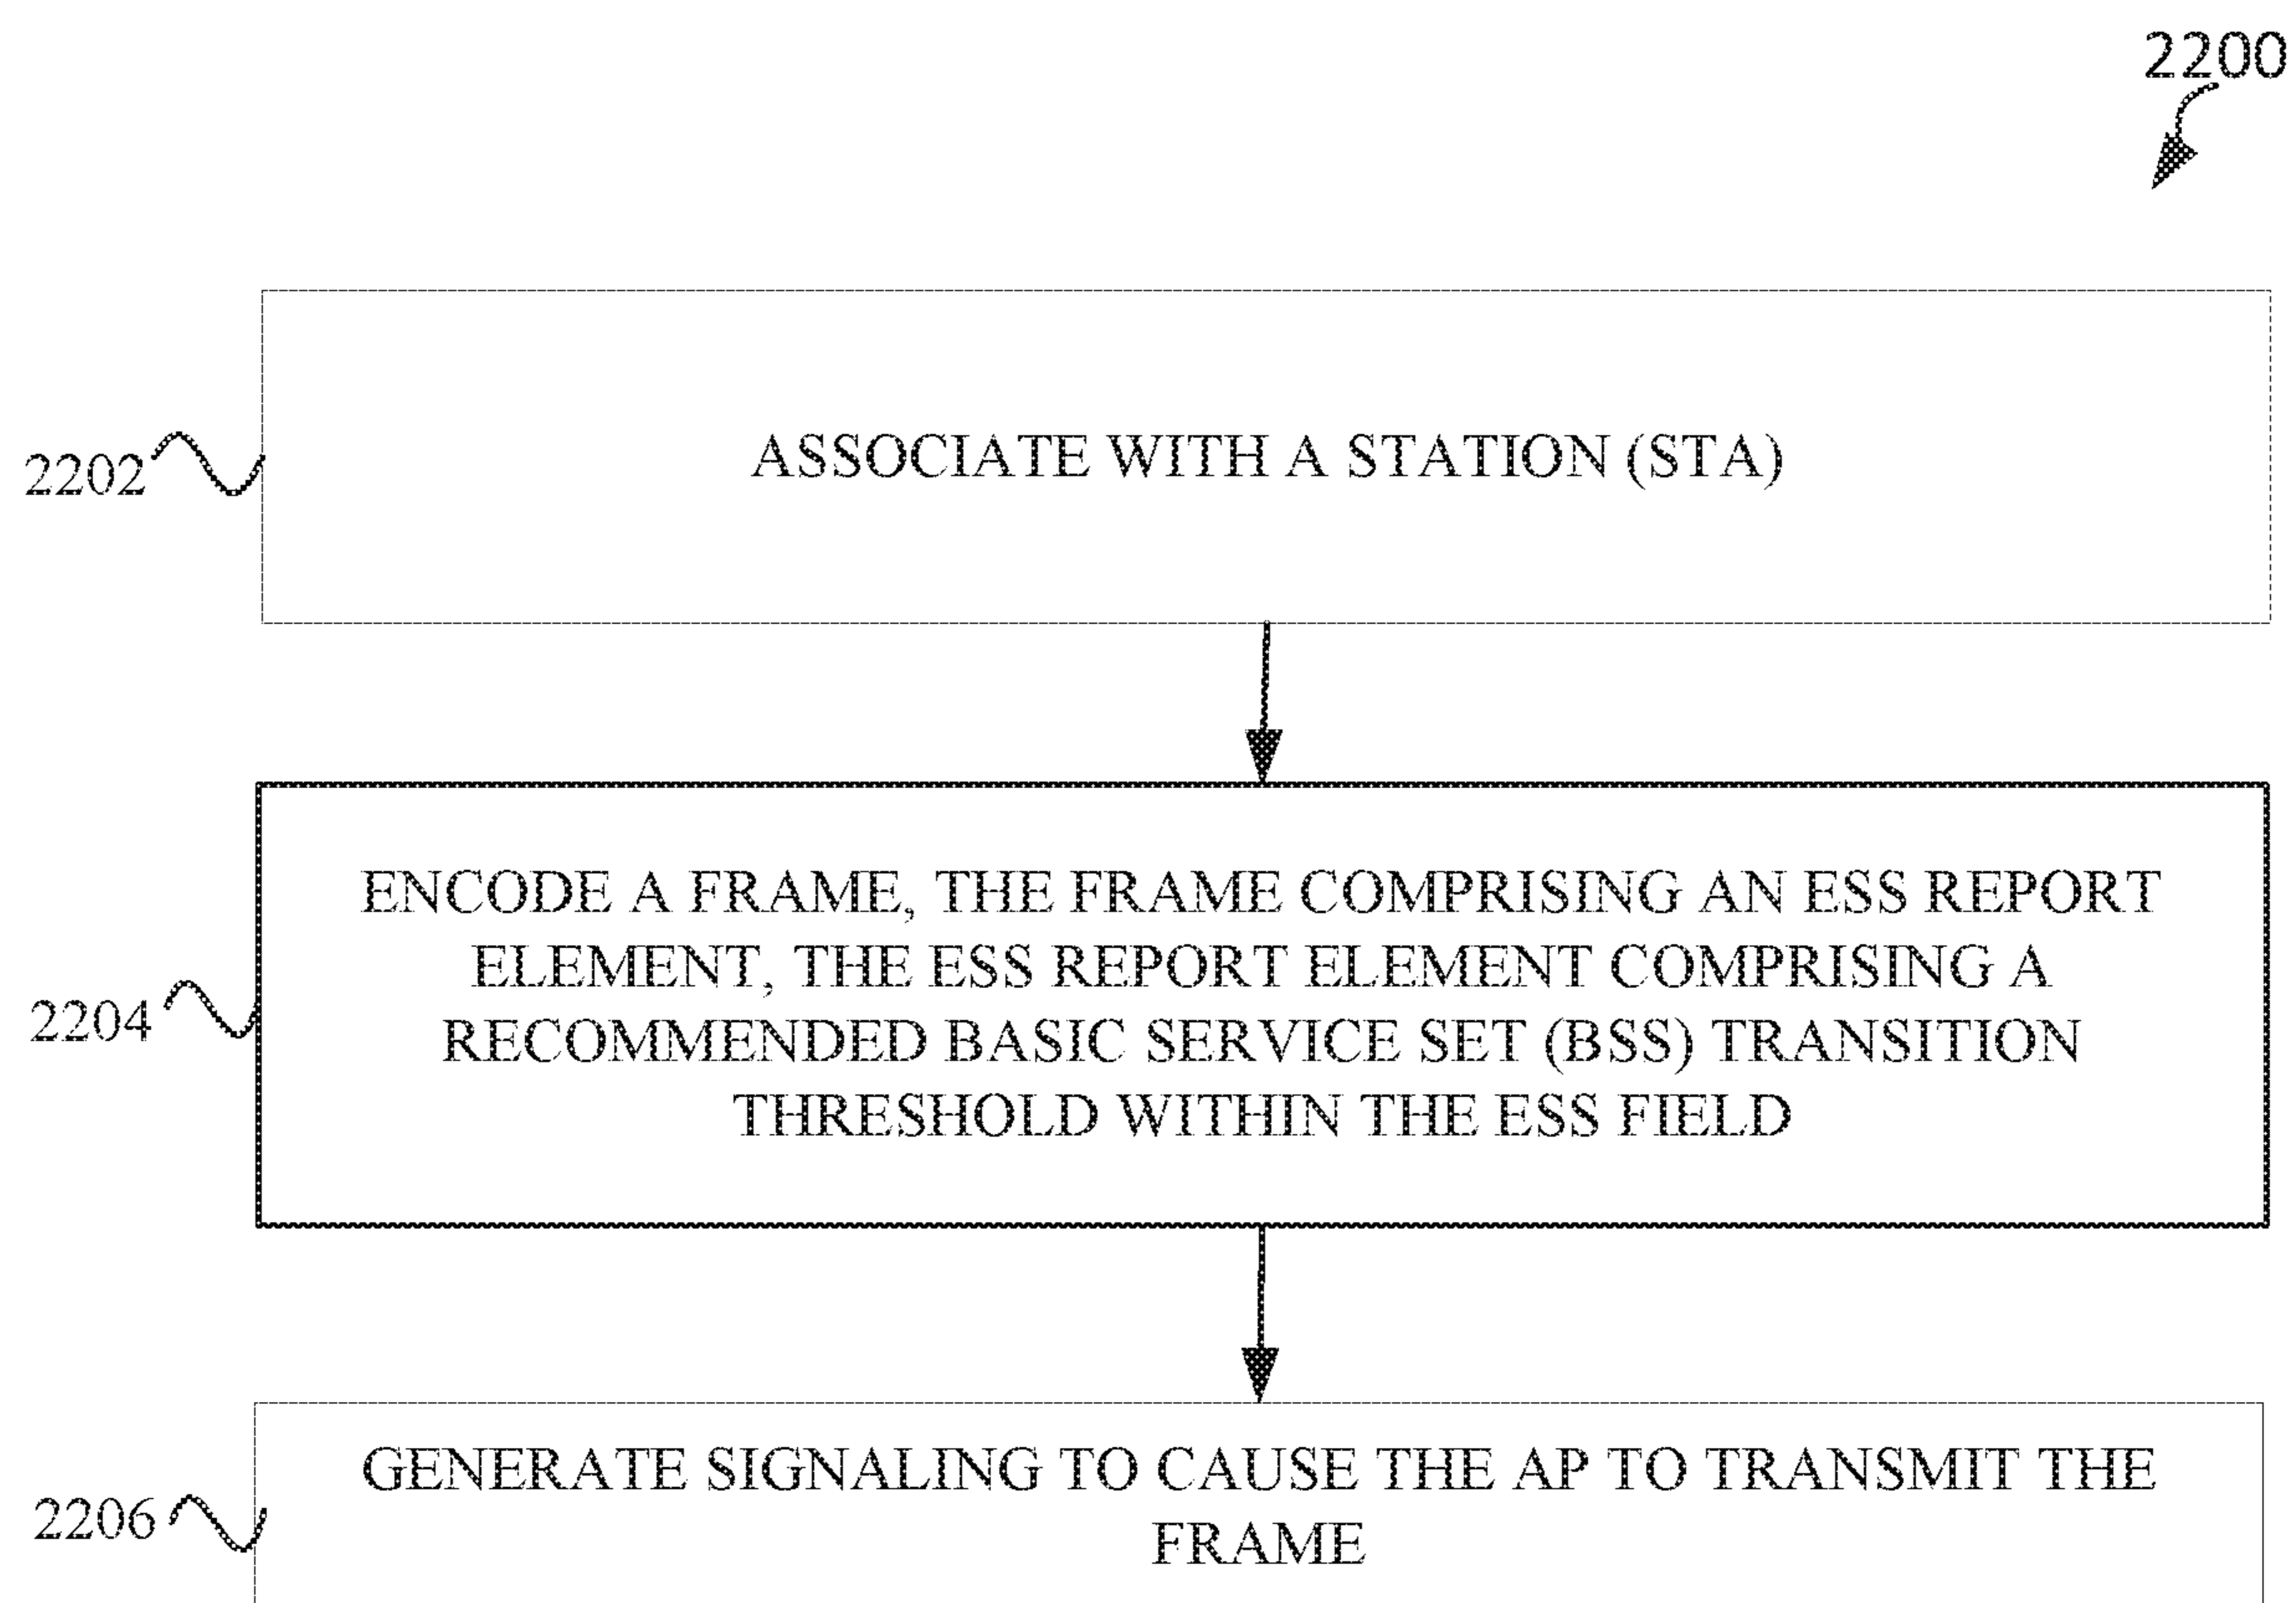 2200
2202
ASSOCIATE WITH A STATION (STA)
2204
ENCODE A FRAME, THE FRAME COMPRISING AN ESS REPORT
ELEMENT, THE ESS REPORT ELEMENT COMPRISING A
RECOMMENDED BASIC SERVICE SET (BSS) TRANSITION
THRESHOLD WITHIN THE ESS FIELD
2206
GENERATE SIGNALING TO CAUSE THE AP TO TRANSMIT THE
FRAME